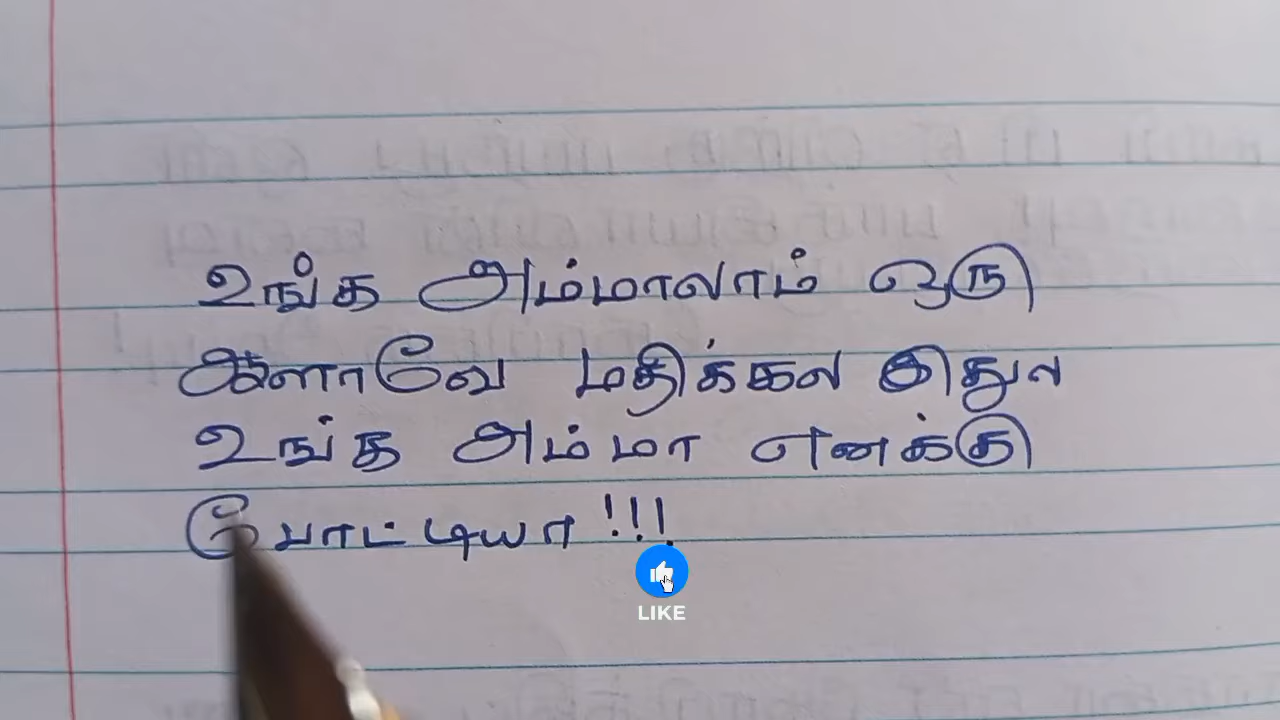 உங்க அம்மாலாம் ஒரு
ஆளாவே மதிக்கல இதுல
உங்க அம்மா எனக்கு
போட்டியா !!!
LIKE